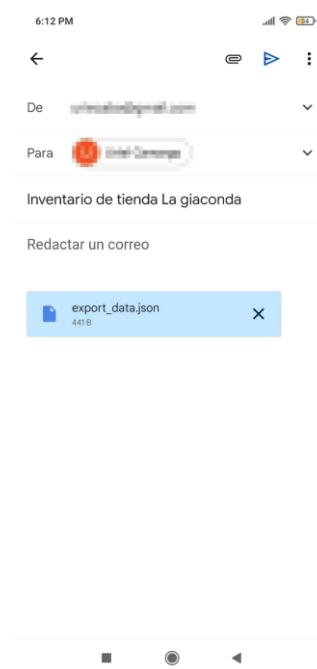 6:12 PM
De
Para
Inventario de tienda La giaconda
Redactar un correo
export_data.json
441 B